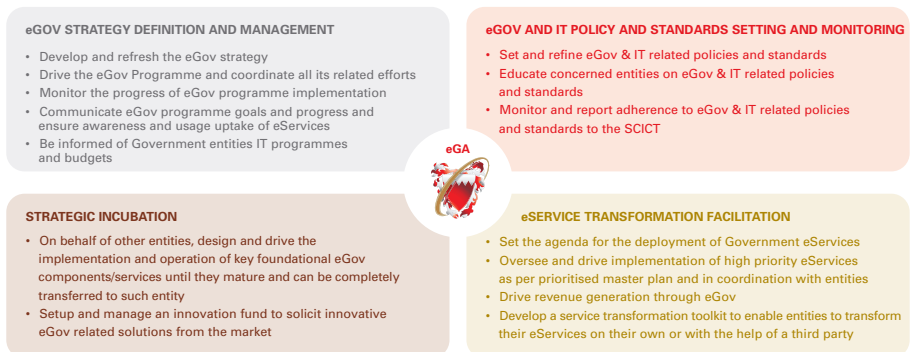 eGOV STRATEGY DEFINITION AND MANAGEMENT
• Develop and refresh the eGov strategy
• Drive the eGov Programme and coordinate all its related efforts
• Monitor the progress of eGov programme implementation
• Communicate eGov programme goals and progress and
ensure awareness and usage uptake of eServices
• Be informed of Government entities IT programmes
and budgets
eGOV AND IT POLICY AND STANDARDS SETTING AND MONITORING
• Set and refine eGov & IT related policies and standards
• Educate concerned entities on eGov & IT related policies
and standards
• Monitor and report adherence to eGov & IT related policies
and standards to the SCICT
eGA
STRATEGIC INCUBATION
• On behalf of other entities, design and drive the
implementation and operation of key foundational eGov
components/services until they mature and can be completely
transferred to such entity
• Setup and manage an innovation fund to solicit innovative
eGov related solutions from the market
eSERVICE TRANSFORMATION FACILITATION
• Set the agenda for the deployment of Government eServices
• Oversee and drive implementation of high priority eServices
as per prioritised master plan and in coordination with entities
• Drive revenue generation through eGov
• Develop a service transformation toolkit to enable entities to transform
their eServices on their own or with the help of a third party